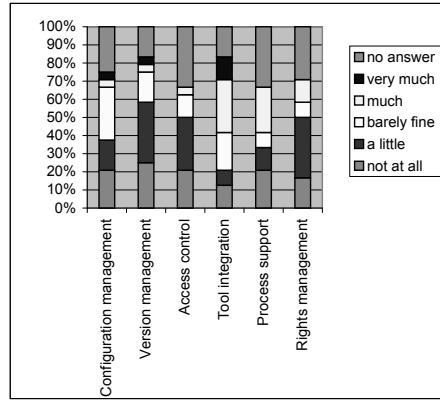 100%
90%
80%
70%
60%
50%
40%
30%
20%
10%
0%
Configuration management
Version management
Access control
Tool integration
Process support
Rights management
no answer
very much
much
barely fine
a little
not at all